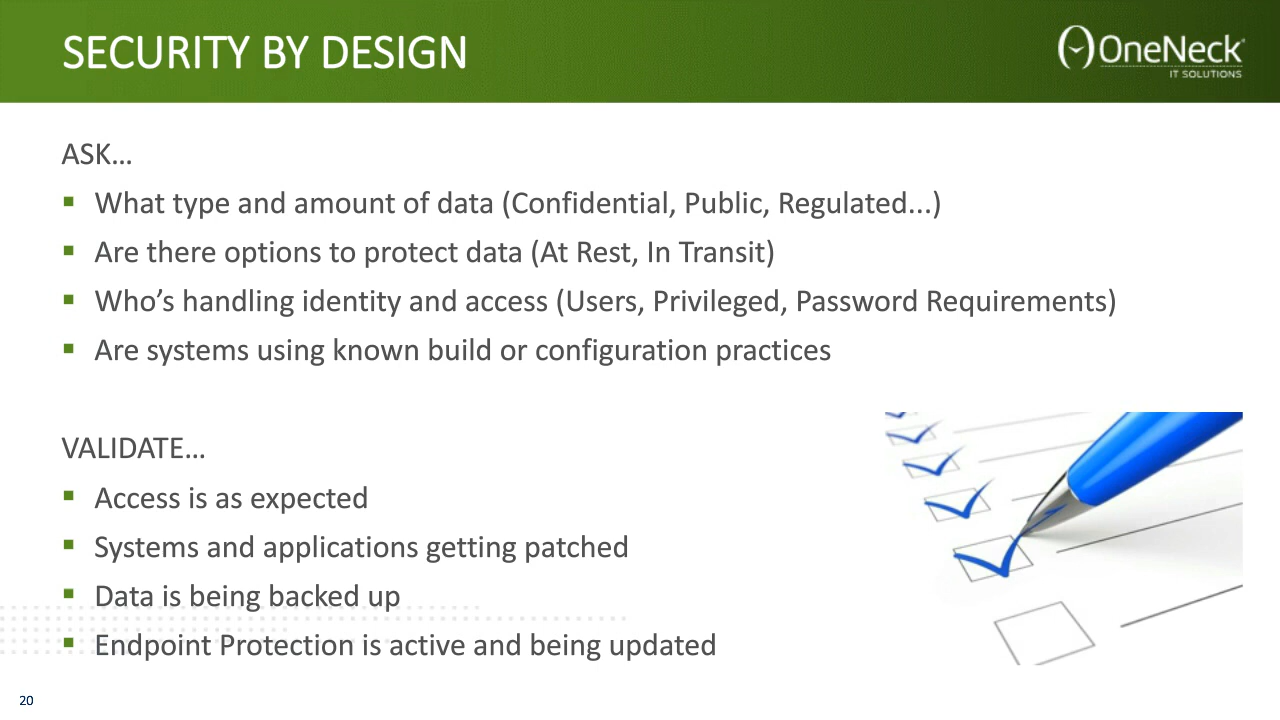 SECURITY BY DESIGN
OneNeck®
IT SOLUTIONS
ASK…
▪ What type and amount of data (Confidential, Public, Regulated...)
▪ Are there options to protect data (At Rest, In Transit)
▪ Who’s handling identity and access (Users, Privileged, Password Requirements)
▪ Are systems using known build or configuration practices
VALIDATE…
▪ Access is as expected
▪ Systems and applications getting patched
▪ Data is being backed up
▪ Endpoint Protection is active and being updated
20